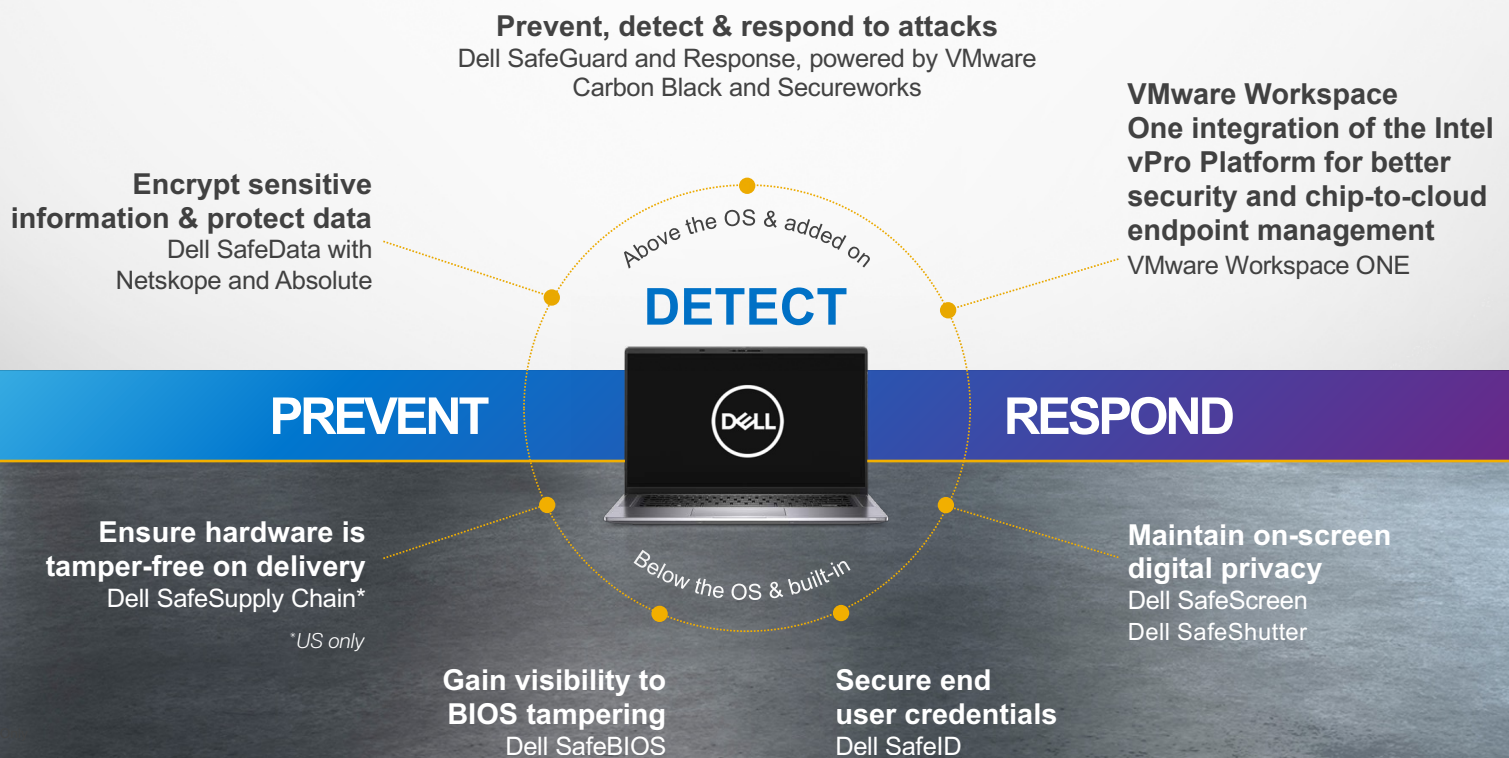 Prevent, detect & respond to attacks
Dell SafeGuard and Response, powered by VMware
Carbon Black and Secureworks
VMware Workspace
One integration of the Intel
vPro Platform for better
security and chip-to-cloud
endpoint management
VMware Workspace ONE
Encrypt sensitive
information & protect data
Dell SafeData with
Netskope and Absolute
Above the OS & added on
DETECT
PREVENT
DELL
RESPOND
Ensure hardware is
tamper-free on delivery
Dell SafeSupply Chain*
*US only
Below the OS & built-in
Maintain on-screen
digital privacy
Dell SafeScreen
Dell SafeShutter
Gain visibility to
BIOS tampering
Dell SafeBIOS
Secure end
user credentials
Dell SafeID